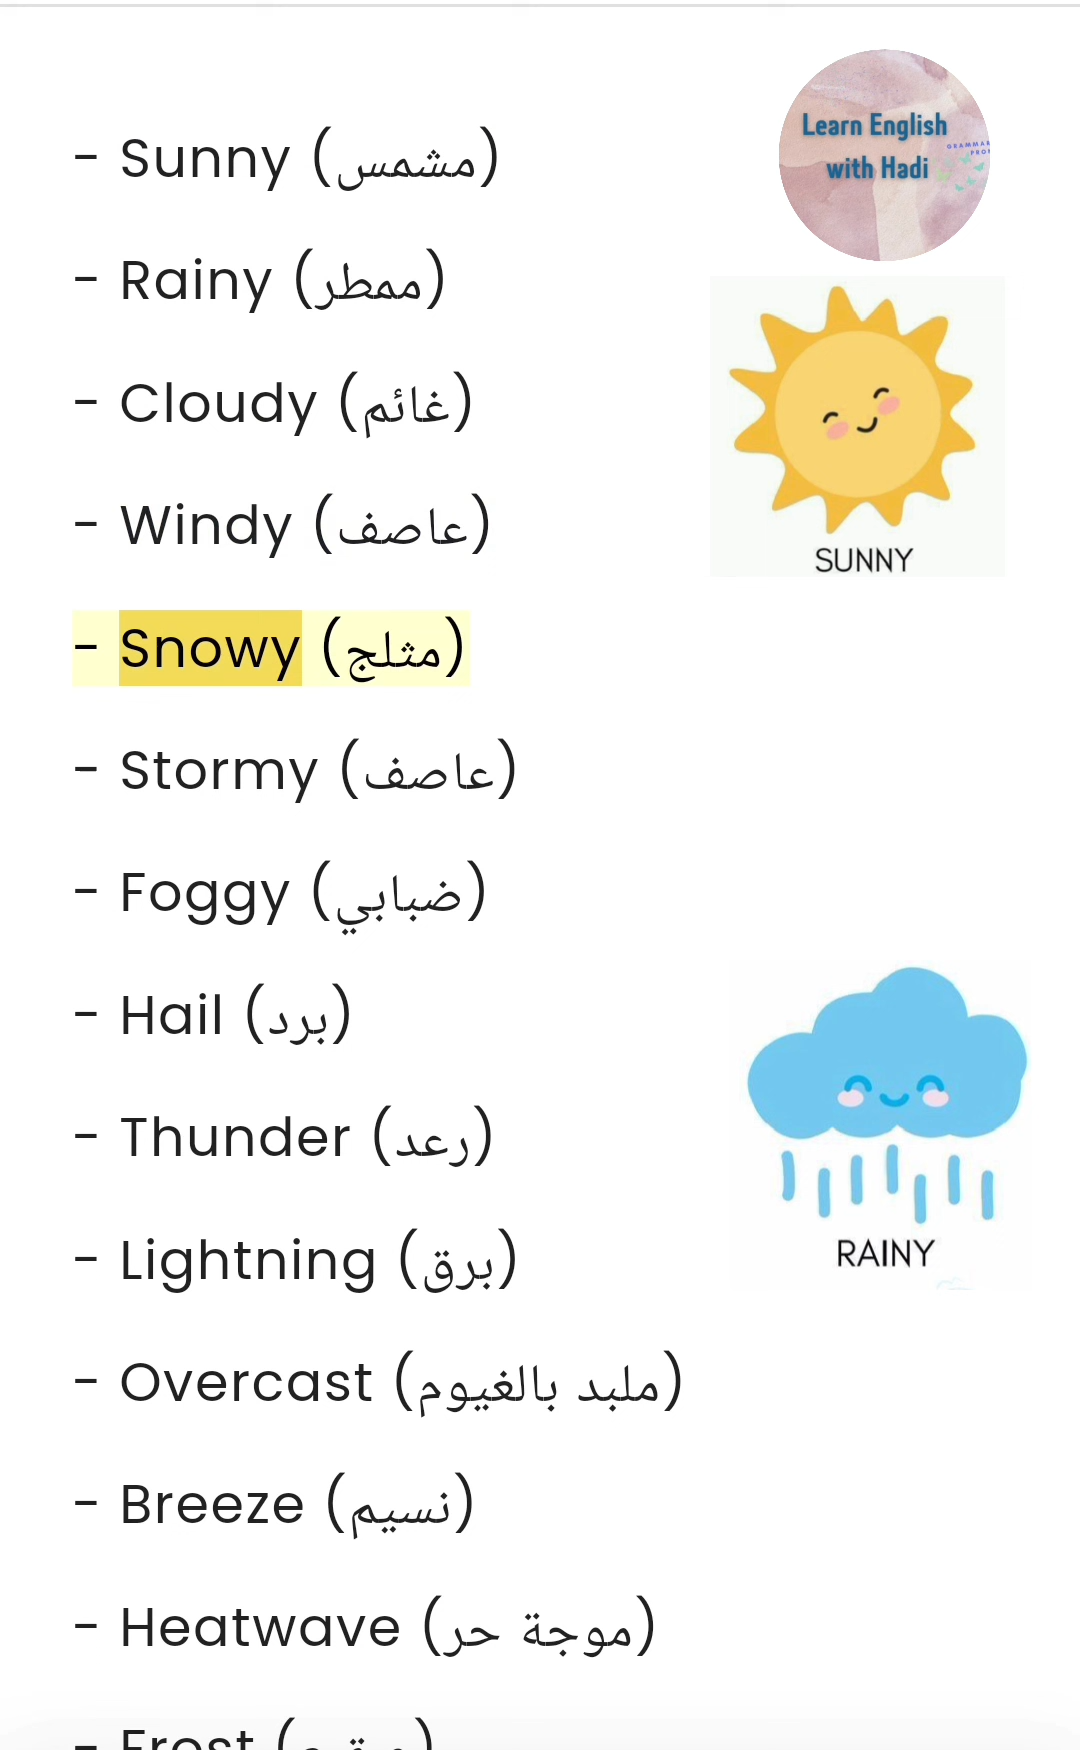 Learn English
with Hadi
- Sunny (مشمس)
- Rainy (ممطر)
- Cloudy (غائم)
- Windy (عاصف)
SUNNY
- Snowy (مثلج)
- Stormy (عاصف)
- Foggy (ضبابي)
- Hail (برد)
- Thunder (رعد)
- Lightning (برق)
RAINY
- Overcast (ملبد بالغيوم)
- Breeze (نسيم)
- Heatwave (موجة حر)
- Frost